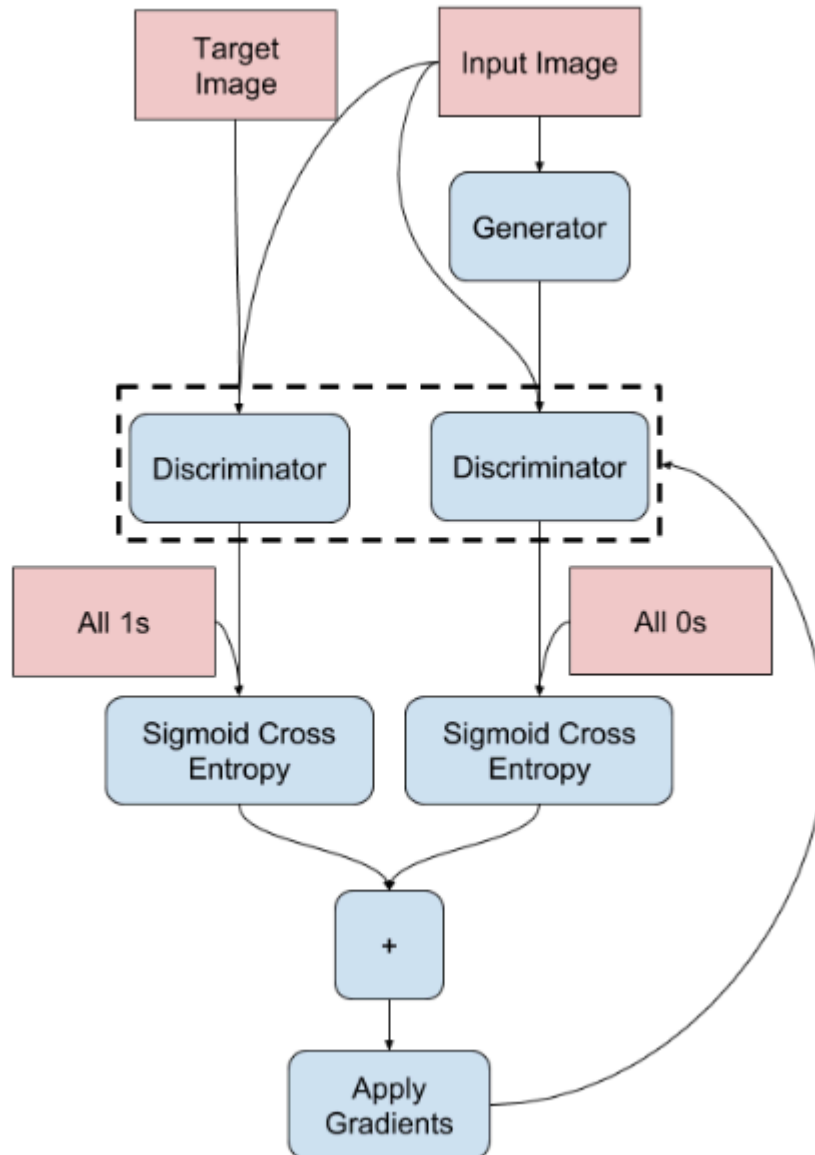 Target
Image
Input Image
Generator
Discriminator
Discriminator
All 1s
All 0s
Sigmoid Cross
Entropy
Sigmoid Cross
Entropy
+
Apply
Gradients